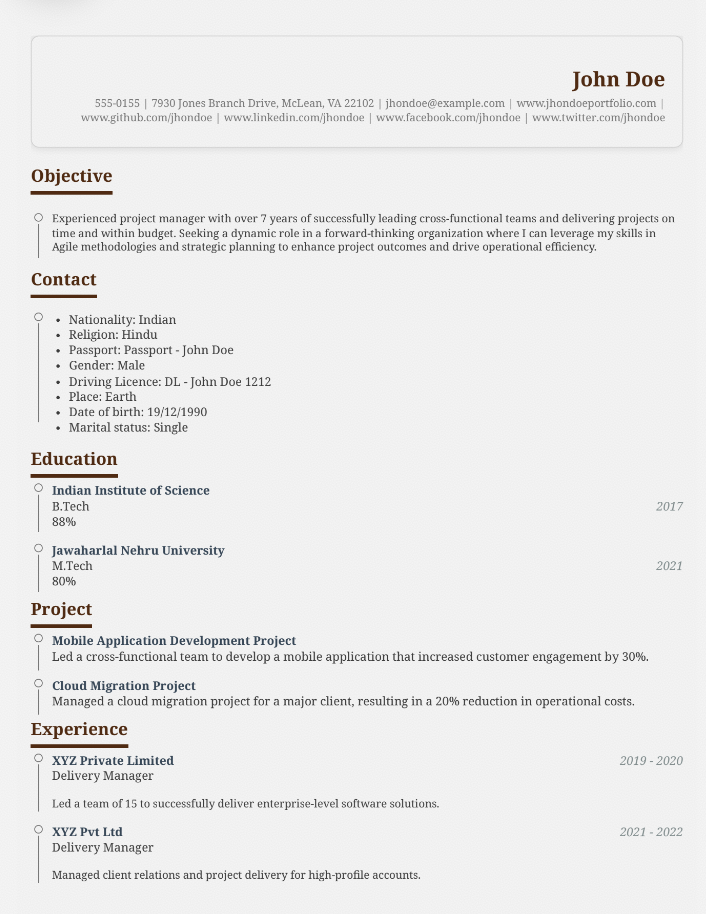 John Doe
555-0155 | 7930 Jones Branch Drive, McLean, VA 22102 | jhondoe@example.com | www.jhondoeportfolio.com |
www.github.com/jhondoe | www.linkedin.com/jhondoe | www.facebook.com/jhondoe | www.twitter.com/jhondoe
Objective
Experienced project manager with over 7 years of successfully leading cross-functional teams and delivering projects on
time and within budget. Seeking a dynamic role in a forward-thinking organization where I can leverage my skills in
Agile methodologies and strategic planning to enhance project outcomes and drive operational efficiency.
Contact
• Nationality: Indian
• Religion: Hindu
• Passport: Passport - John Doe
• Gender: Male
• Driving Licence: DL - John Doe 1212
• Place: Earth
• Date of birth: 19/12/1990
• Marital status: Single
Education
Indian Institute of Science
B.Tech 2017
88%
Jawaharlal Nehru University
M.Tech 2021
80%
Project
Mobile Application Development Project
Led a cross-functional team to develop a mobile application that increased customer engagement by 30%.
Cloud Migration Project
Managed a cloud migration project for a major client, resulting in a 20% reduction in operational costs.
Experience
XYZ Private Limited 2019 - 2020
Delivery Manager
Led a team of 15 to successfully deliver enterprise-level software solutions.
XYZ Pvt Ltd 2021 - 2022
Delivery Manager
Managed client relations and project delivery for high-profile accounts.